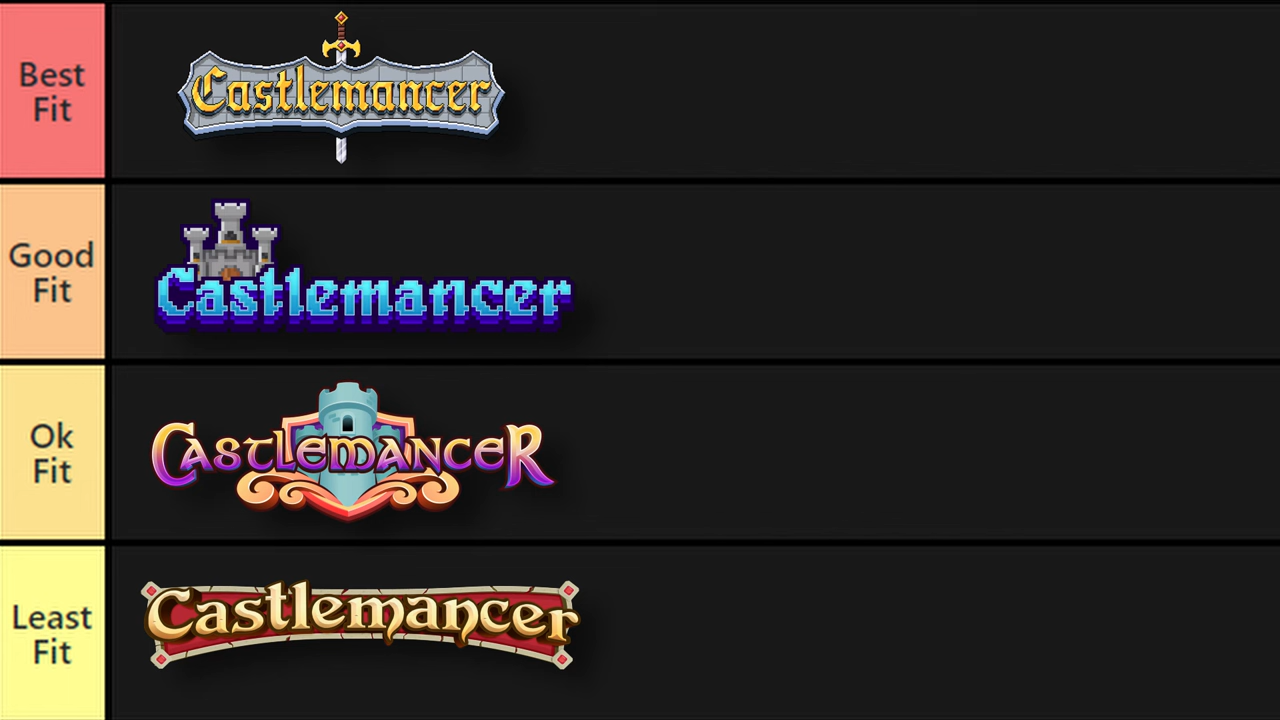 Best
Fit
Castlemancer
Good
Fit
Castlemancer
Ok
Fit
CASTLEMANCER
Least
Fit
Castlemancer